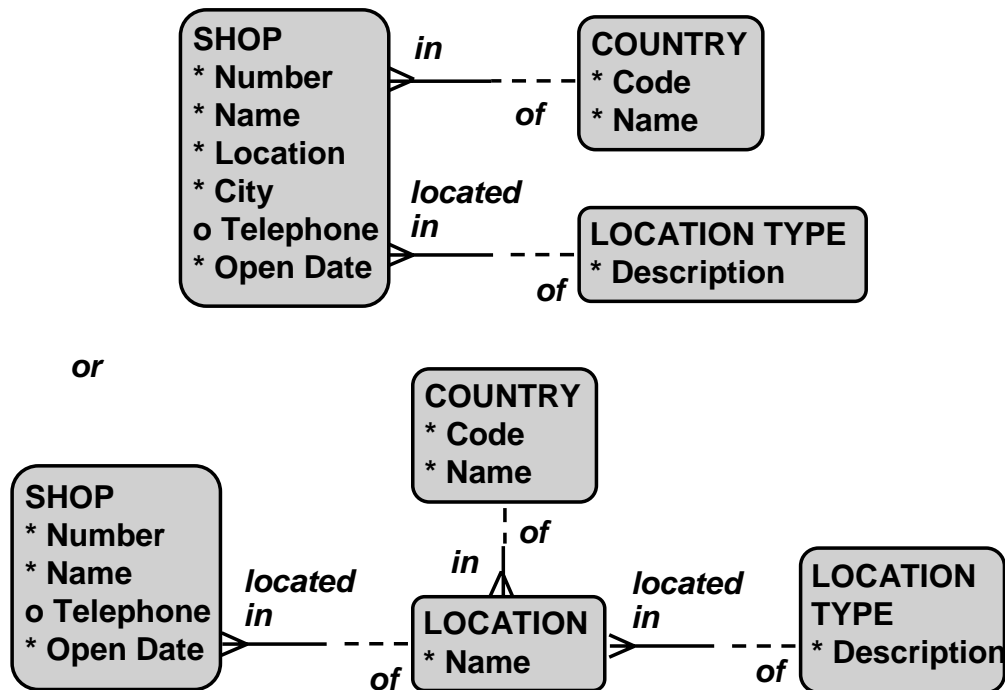 SHOP
* Number
* Name
* Location
* City
o Telephone
* Open Date
in
of
COUNTRY
* Code
* Name
located
in
of
LOCATION TYPE
* Description
or
COUNTRY
* Code
* Name
of
in
SHOP
* Number
* Name
o Telephone
* Open Date
located
in
of
LOCATION
* Name
located
in
of
LOCATION
TYPE
* Description